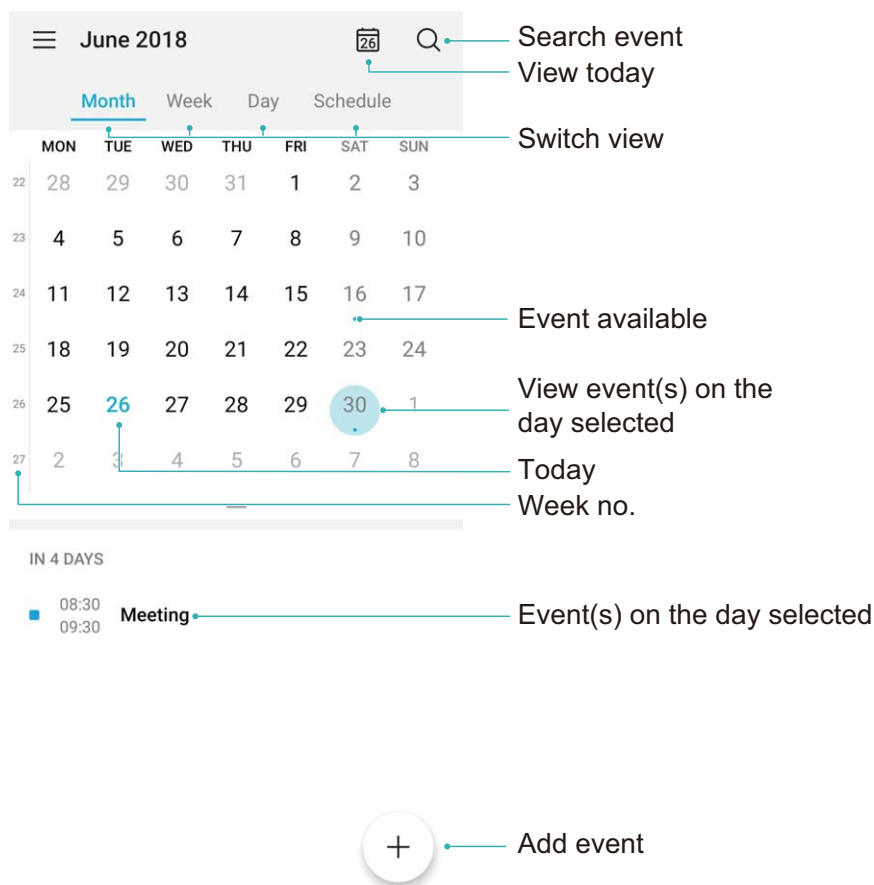 June 2018 26 Search event
View today
Month Week Day Schedule
Switch view
MON TUE WED THU FRI SAT SUN
22 28 29 30 31 1 2 3
23 4 5 6 7 8 9 10
24 11 12 13 14 15 16 17
Event available
25 18 19 20 21 22 23 24
26 25 26 27 28 29 30 1
View event(s) on the
day selected
27 2 3 4 5 6 7 8
Today
Week no.
IN 4 DAYS
08:30
09:30
Meeting
Event(s) on the day selected
+ Add event